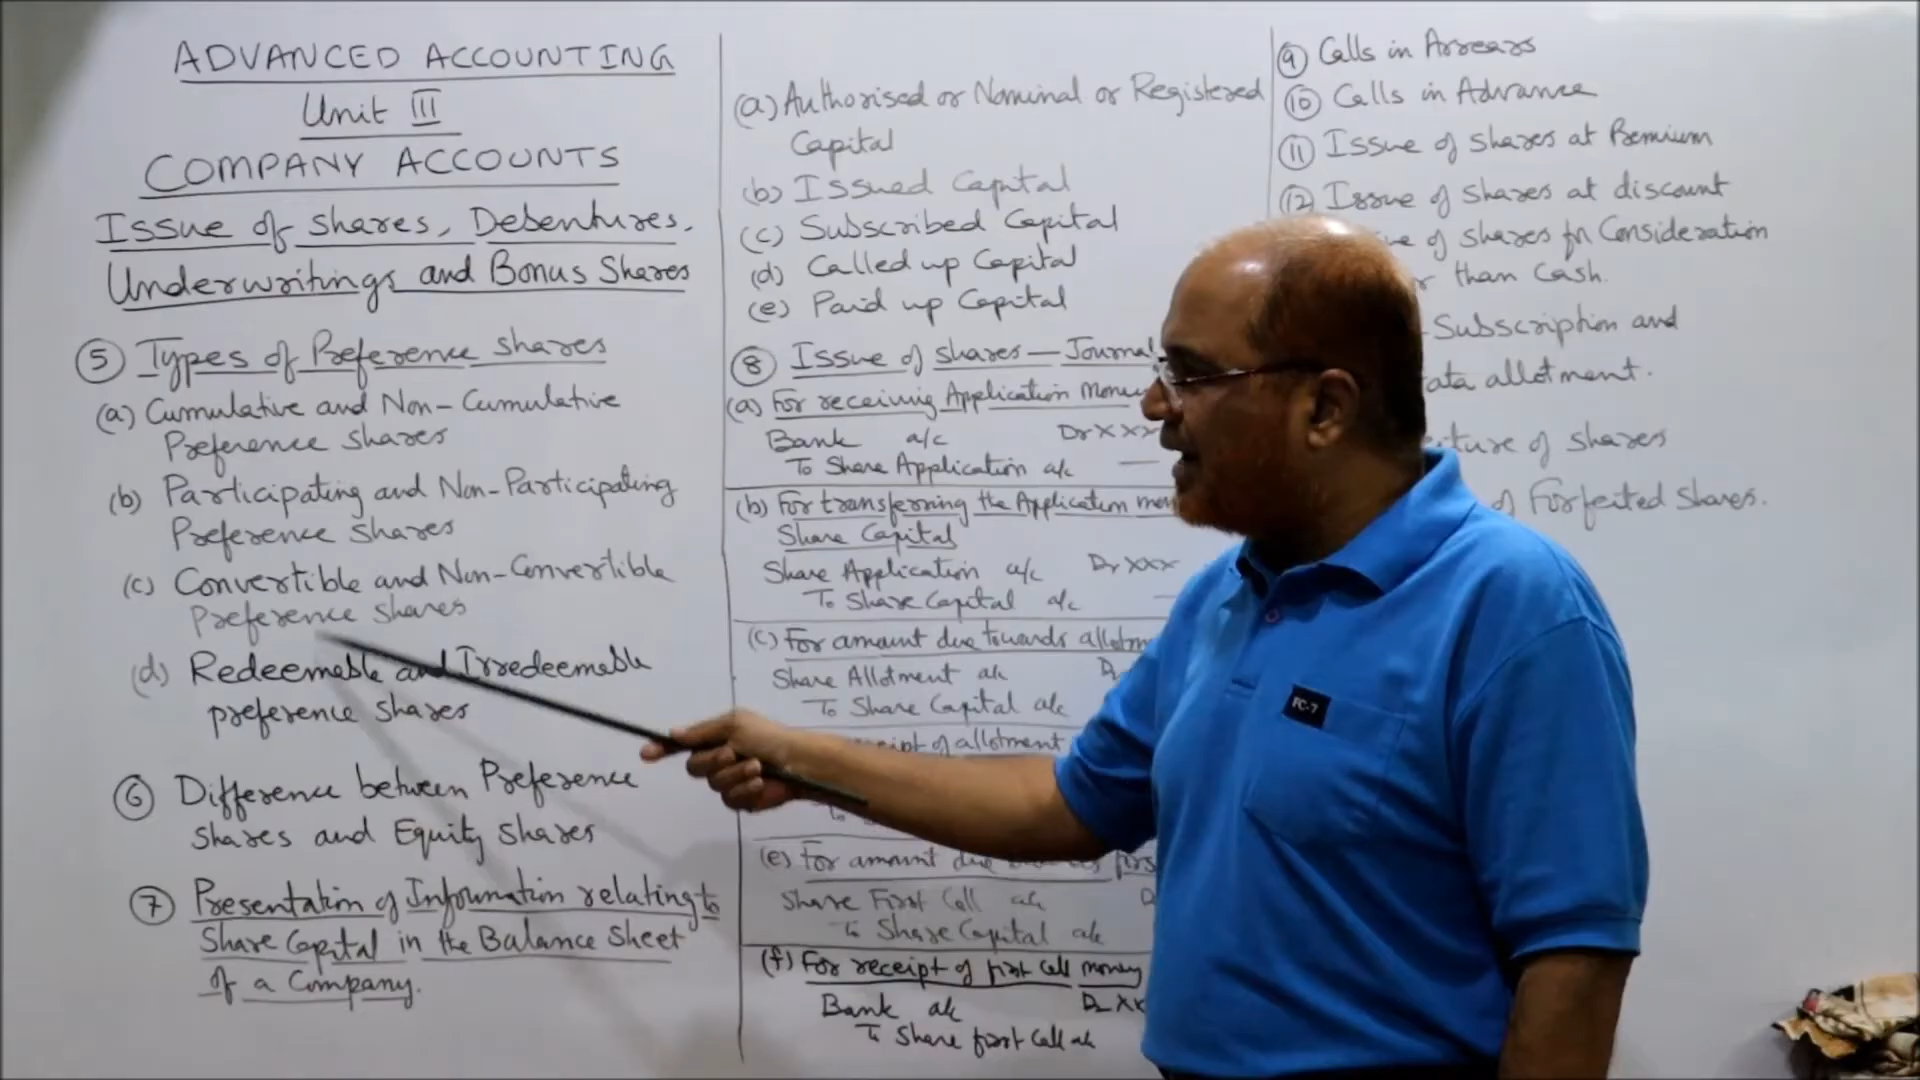 ADVANCED ACCOUNTING
Unit III
COMPANY ACCOUNTS
Issue of shares, Debentures,
Underwritings and Bonus Shares
⑤ Types of Preference shares
(a) Cumulative and Non-Cumulative
Preference shares
(b) Participating and Non-Participating
Preference shares
(c) Convertible and Non-Convertible
Preference shares
(d) Redeemable and Irredeemable
preference shares
⑥ Difference between Preference
shares and Equity shares
⑦ Presentation of Information relating to
Share Capital in the Balance Sheet
of a Company.
(a) Authorised or Nominal or Registered
Capital
(b) Issued Capital
(c) Subscribed Capital
(d) Called up Capital
(e) Paid up Capital
⑧ Issue of shares — Journal
(a) For receiving Application Money
Bank a/c Dr XXX
To Share Application a/c —
(b) For transferring the Application
Share Capital
Share Application a/c Dr XXX
To Share Capital a/c —
(c) For amount due towards
Share Allotment a/c
To Share Capital a/c
of allotment
To
(e) For amount due
Share First Call a/c
To Share Capital a/c
(f) For receipt of first call money
Bank a/c Dr XX
To Share first call a/c
⑨ Calls in Arrears
⑩ Calls in Advance
⑪ Issue of shares at Premium
⑫ Issue of shares at discount
of shares for Consideration
than Cash.
Subscription and
allotment.
of shares
of Forfeited Shares.
FC-7